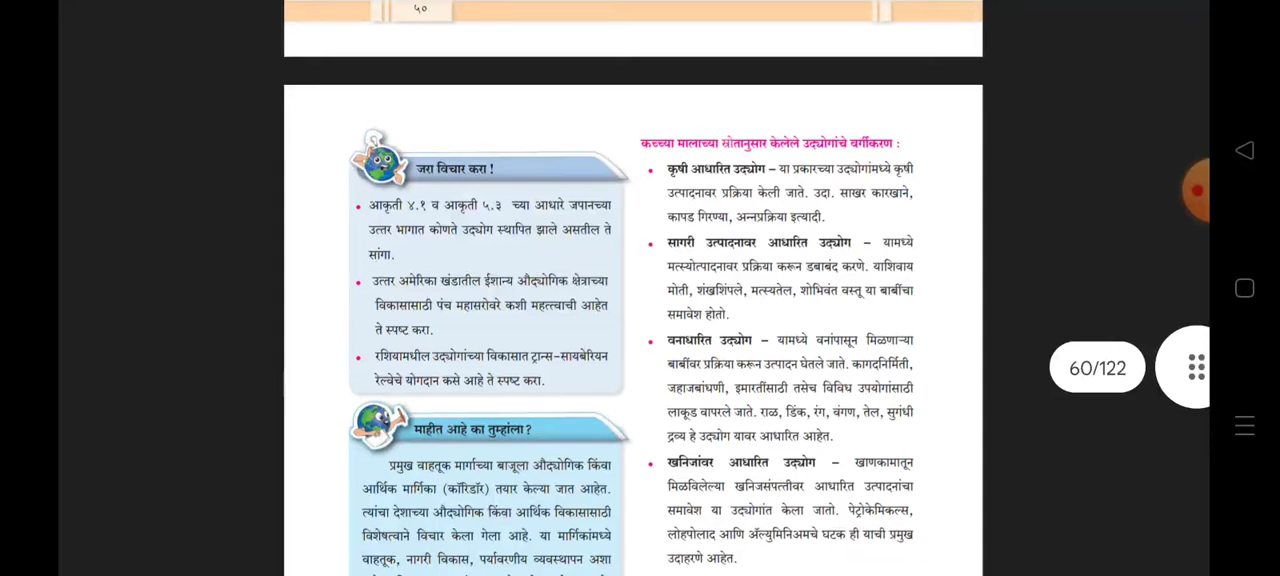 ५०
जरा विचार करा !
• आकृती ४.१ व आकृती ५.३ च्या आधारे जपानच्या
उत्तर भागात कोणते उद्योग स्थापित झाले असतील ते
सांगा.
• उत्तर अमेरिका खंडातील ईशान्य औद्योगिक क्षेत्राच्या
विकासासाठी पंच महासरोवरे कशी महत्त्वाची आहेत
ते स्पष्ट करा.
• रशियामधील उद्योगांच्या विकासात ट्रान्स-सायबेरियन
रेल्वेचे योगदान कसे आहे ते स्पष्ट करा.
माहीत आहे का तुम्हांला ?
प्रमुख वाहतूक मार्गाच्या बाजूला औद्योगिक किंवा
आर्थिक मार्गिका (कॉरिडॉर) तयार केल्या जात आहेत.
त्यांचा देशाच्या औद्योगिक किंवा आर्थिक विकासासाठी
विशेषत्वाने विचार केला गेला आहे. या मार्गिकांमध्ये
वाहतूक, नागरी विकास, पर्यावरणीय व्यवस्थापन अशा
कच्च्या मालाच्या स्रोतानुसार केलेले उद्योगांचे वर्गीकरण :
• कृषी आधारित उद्योग – या प्रकारच्या उद्योगांमध्ये कृषी
उत्पादनावर प्रक्रिया केली जाते. उदा. साखर कारखाने,
कापड गिरण्या, अन्नप्रक्रिया इत्यादी.
• सागरी उत्पादनावर आधारित उद्योग – यामध्ये
मत्स्योत्पादनावर प्रक्रिया करून डबाबंद करणे. याशिवाय
मोती, शंखशिंपले, मत्स्यतेल, शोभिवंत वस्तू या बाबींचा
समावेश होतो.
• वनाधारित उद्योग – यामध्ये वनांपासून मिळणाऱ्या
बाबींवर प्रक्रिया करून उत्पादन घेतले जाते. कागदनिर्मिती,
जहाजबांधणी, इमारतींसाठी तसेच विविध उपयोगांसाठी
लाकूड वापरले जाते. राळ, डिंक, रंग, वंगण, तेल, सुगंधी
द्रव्य हे उद्योग यावर आधारित आहेत.
• खनिजांवर आधारित उद्योग – खाणकामातून
मिळविलेल्या खनिजसंपत्तीवर आधारित उत्पादनांचा
समावेश या उद्योगांत केला जातो. पेट्रोकेमिकल्स,
लोहपोलाद आणि ॲल्युमिनिअमचे घटक ही याची प्रमुख
उदाहरणे आहेत.
60/122